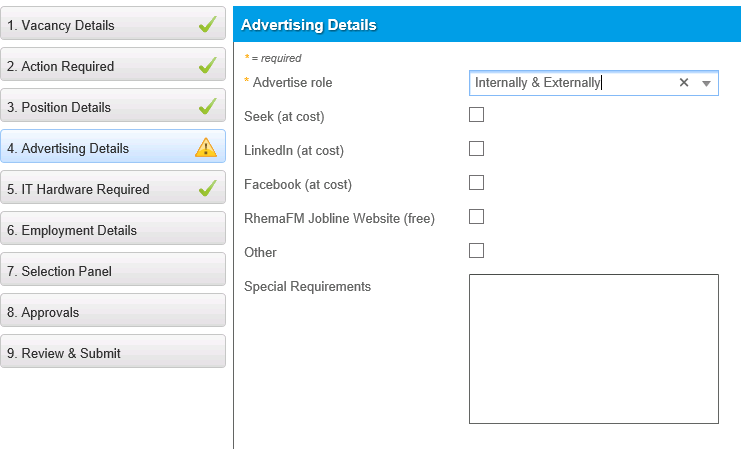 1. Vacancy Details
2. Action Required
3. Position Details
4. Advertising Details
5. IT Hardware Required
6. Employment Details
7. Selection Panel
8. Approvals
9. Review & Submit
Advertising Details
* = required
* Advertise role
Internally & Externally
Seek (at cost)
LinkedIn (at cost)
Facebook (at cost)
RhemaFM Jobline Website (free)
Other
Special Requirements